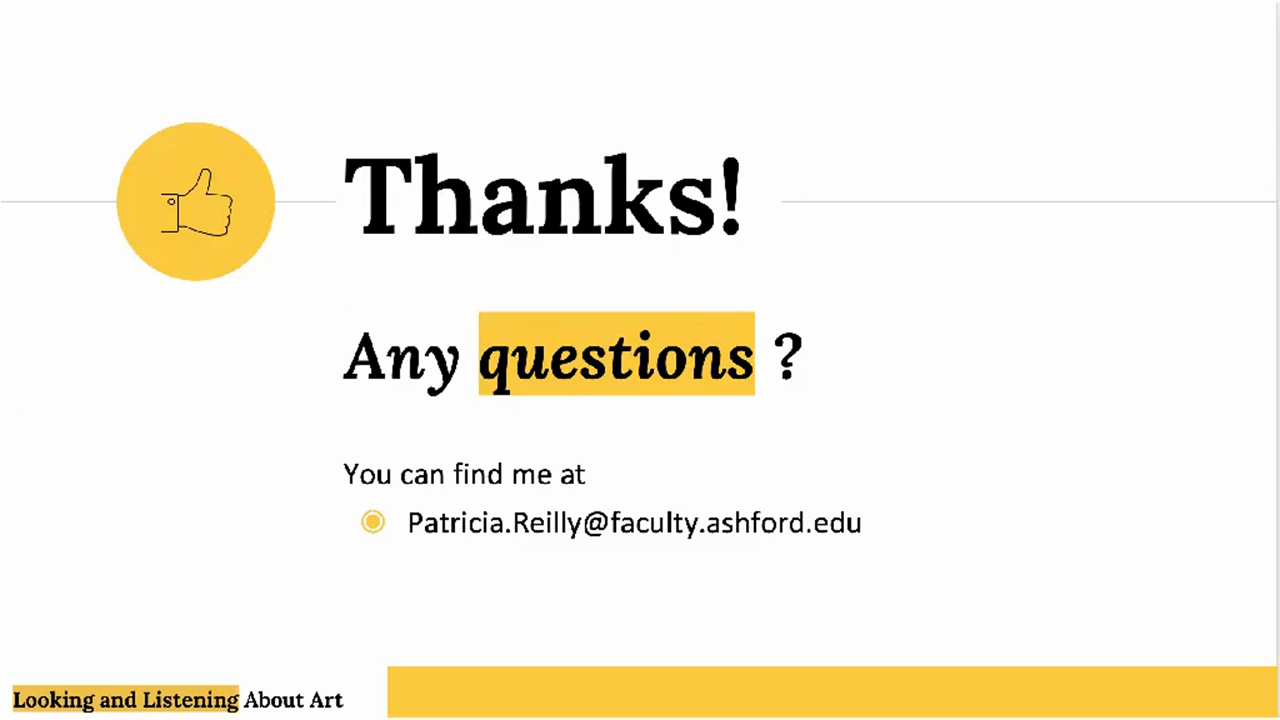 Thanks!
Any questions ?
You can find me at
Patricia.Reilly@faculty.ashford.edu
Looking and Listening About Art